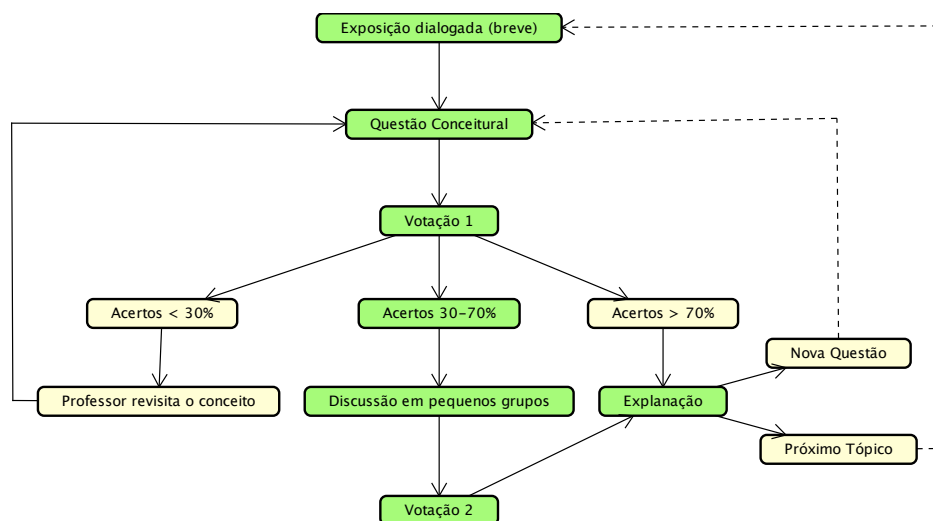 Exposição dialogada (breve)
Questão Conceitural
Votação 1
Acertos < 30%
Acertos 30-70%
Acertos > 70%
Nova Questão
Professor revisita o conceito
Discussão em pequenos grupos
Explanação
Próximo Tópico
Votação 2